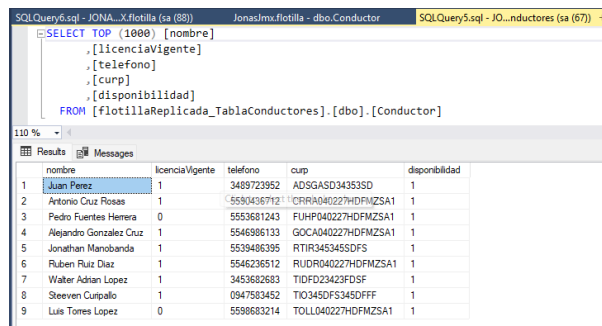 SQLQuery6.sql - JONA...X.flotilla (sa (88)) JonasJmx.flotilla - dbo.Conductor SQLQuery5.sql - JO...nductores (sa (67))
SELECT TOP (1000) [nombre]
,[licenciaVigente]
,[telefono]
,[curp]
,[disponibilidad]
FROM [flotillaReplicada_TablaConductores].[dbo].[Conductor]
110 %
Results Messages
nombre licenciaVigente telefono curp disponibilidad
1 Juan Perez 1 3489723952 ADSGASD34353SD 1
2 Antonio Cruz Rosas 1 5590436712 CRRA040227HDFMZSA1 1
3 Pedro Fuentes Herrera 0 5553681243 FUHP040227HDFMZSA1 1
4 Alejandro Gonzalez Cruz 1 5546986133 GOCA040227HDFMZSA1 1
5 Jonathan Manobanda 1 5539486395 RTIR345345SDFS 1
6 Ruben Ruiz Diaz 1 5546236512 RUDR040227HDFMZSA1 1
7 Walter Adrian Lopez 1 3453682683 TIDFD23423FDSF 1
8 Steeven Curipallo 1 0947583452 TIO345DFS345DFFF 1
9 Luis Torres Lopez 0 5598683214 TOLL040227HDFMZSA1 1